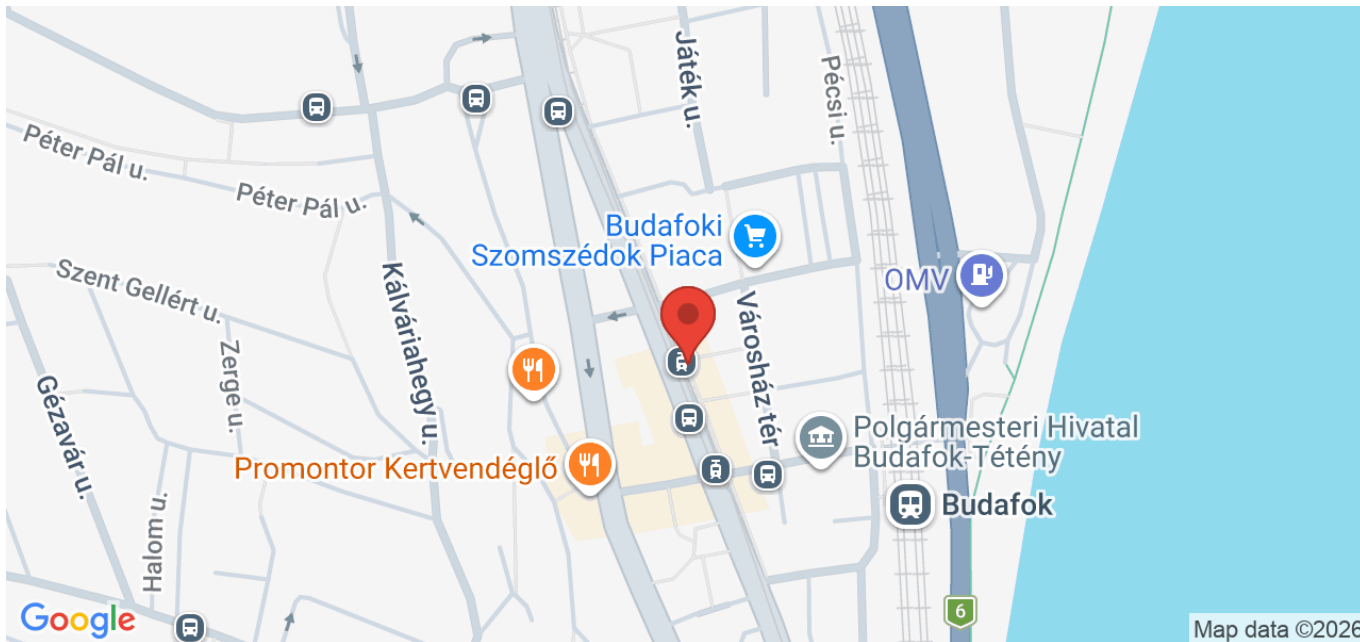 Játék u.
Pécsi u.
Péter Pál u.
Péter Pál u.
Budafoki
Szomszédok Piaca
OMV
Szent Gellért u.
Kálváriahegy u.
Városház tér
Zerge u.
Gézavár u.
Polgármesteri Hivatal
Budafok-Tétény
Promontor Kertvendéglő
Budafok
Halom u.
6
Google
Map data ©2026